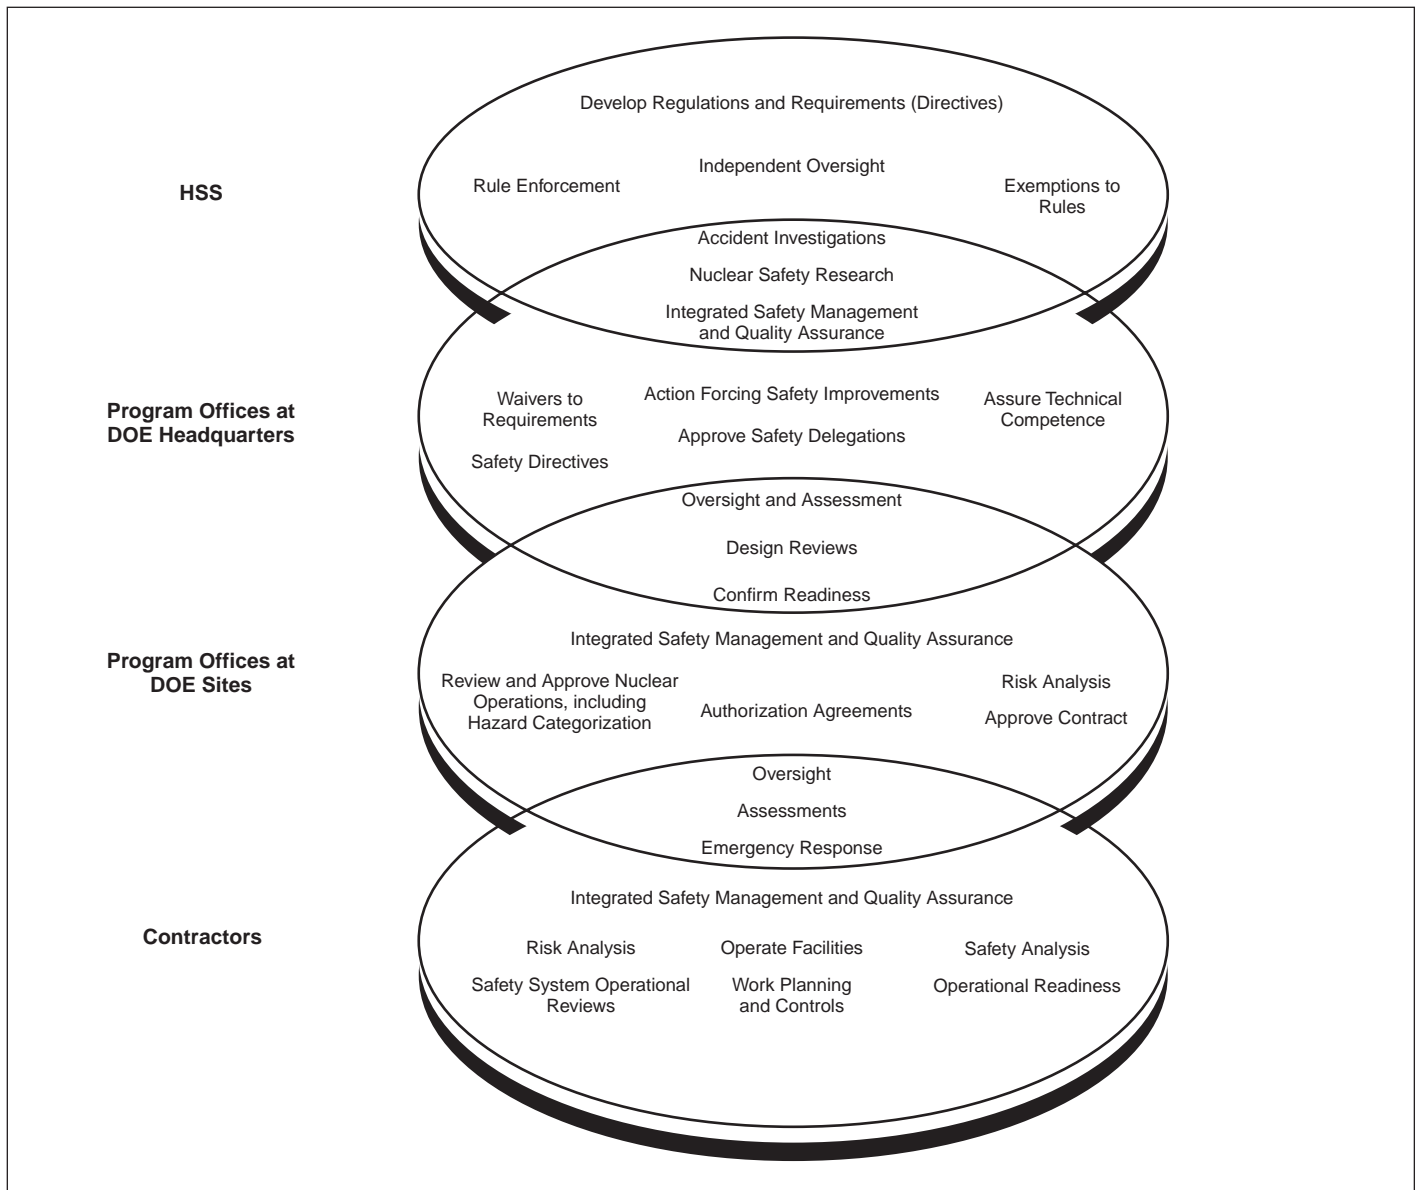 Develop Regulations and Requirements (Directives)
HSS
Rule Enforcement
Independent Oversight
Exemptions to
Rules
Accident Investigations
Nuclear Safety Research
Integrated Safety Management
and Quality Assurance
Program Offices at
DOE Headquarters
Waivers to
Requirements
Safety Directives
Action Forcing Safety Improvements
Approve Safety Delegations
Assure Technical
Competence
Oversight and Assessment
Design Reviews
Confirm Readiness
Program Offices at
DOE Sites
Integrated Safety Management and Quality Assurance
Review and Approve Nuclear
Operations, including
Hazard Categorization
Authorization Agreements
Risk Analysis
Approve Contract
Oversight
Assessments
Emergency Response
Contractors
Integrated Safety Management and Quality Assurance
Risk Analysis
Safety System Operational
Reviews
Operate Facilities
Work Planning
and Controls
Safety Analysis
Operational Readiness